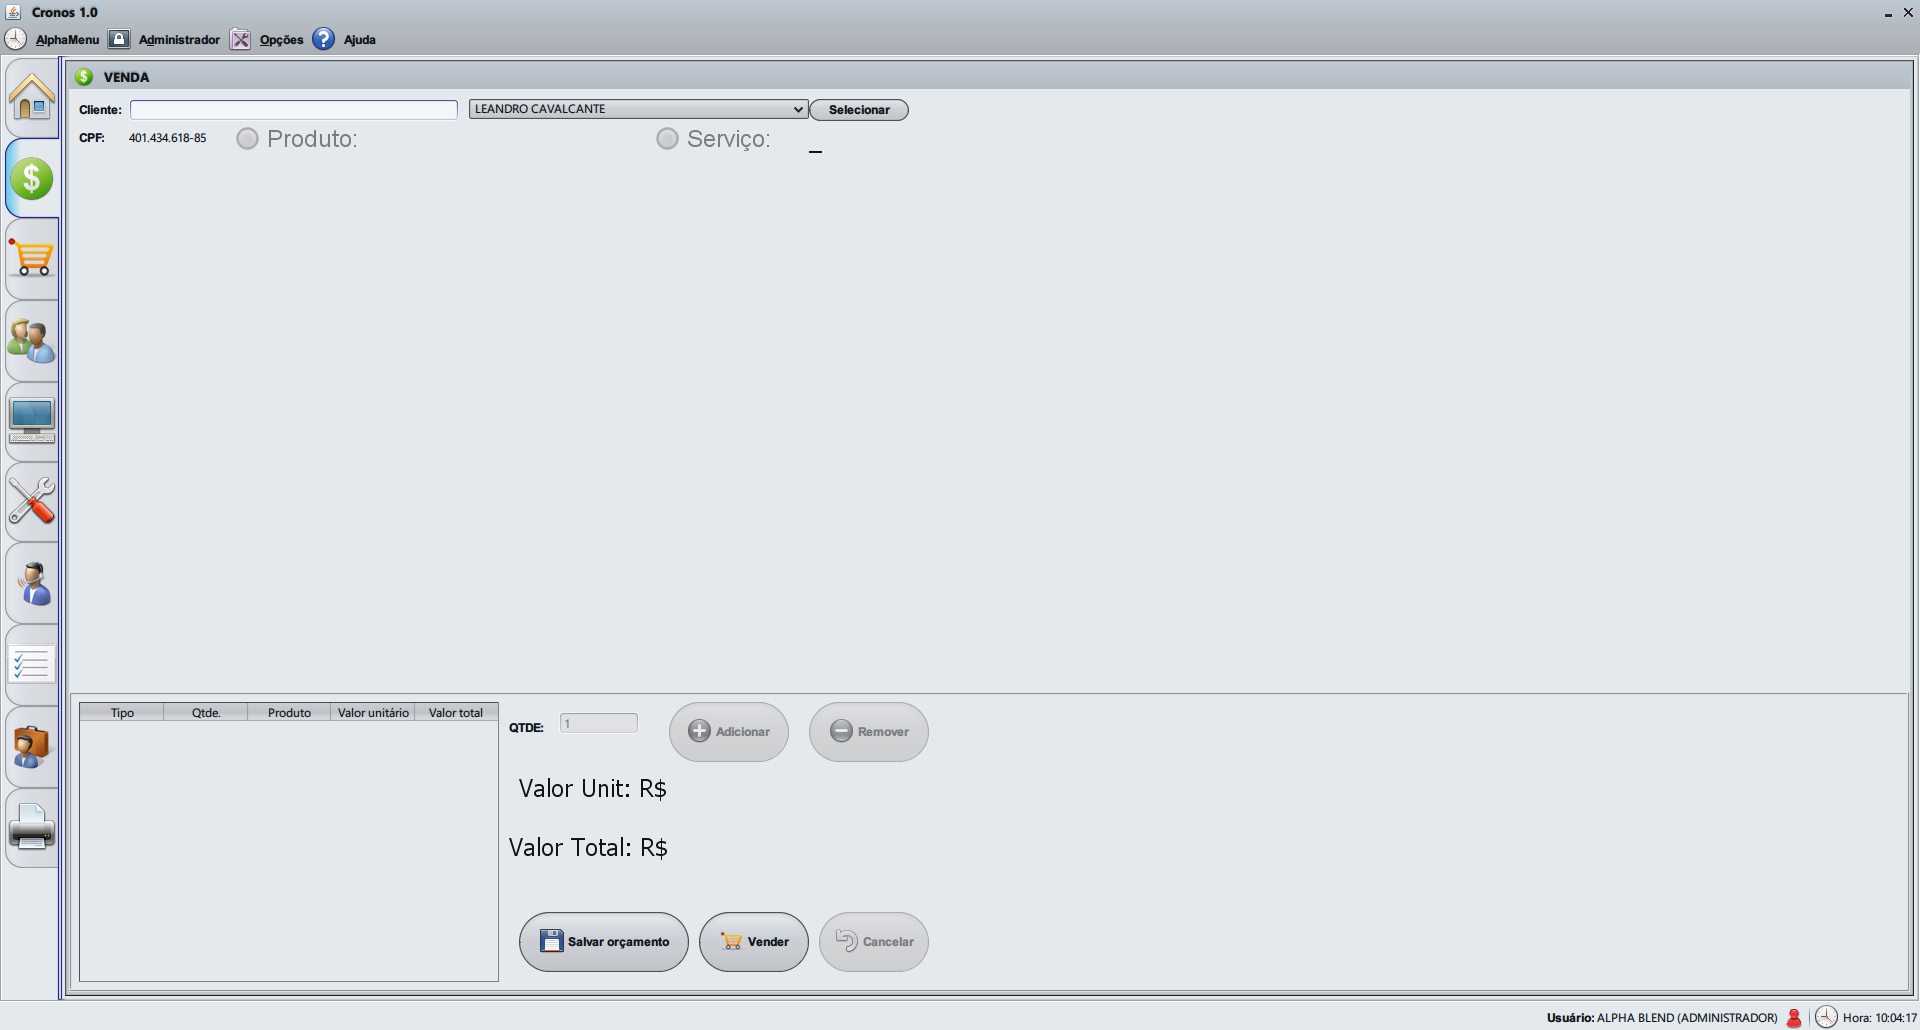 Cronos 1.0
AlphaMenu Administrador Opções Ajuda
VENDA
Cliente: LEANDRO CAVALCANTE Selecionar
CPF: 401.434.618-85 Produto: Serviço:
Tipo Qtde. Produto Valor unitário Valor total
QTDE: 1 Adicionar Remover
Valor Unit: R$
Valor Total: R$
Salvar orçamento Vender Cancelar
Usuário: ALPHA BLEND (ADMINISTRADOR) Hora: 10:04:17